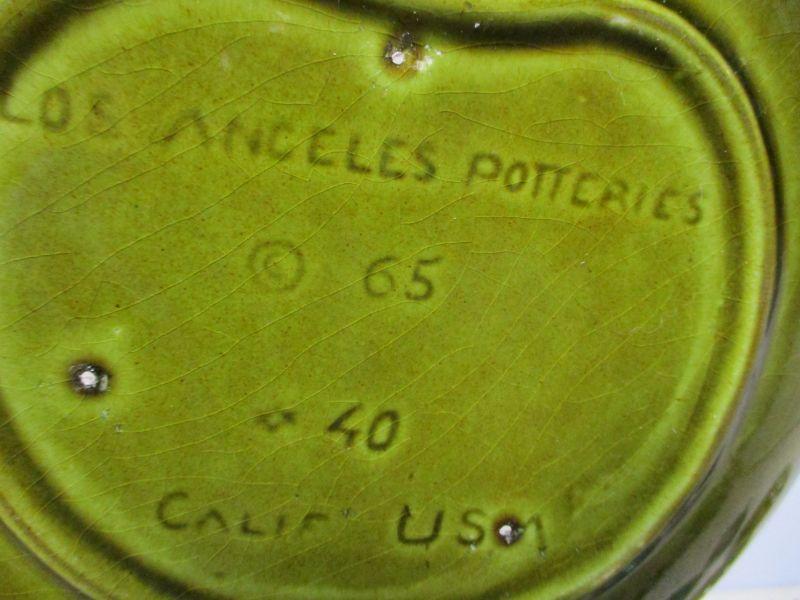 LOS ANGELES POTTERIES
© 65
40
CALIF USA